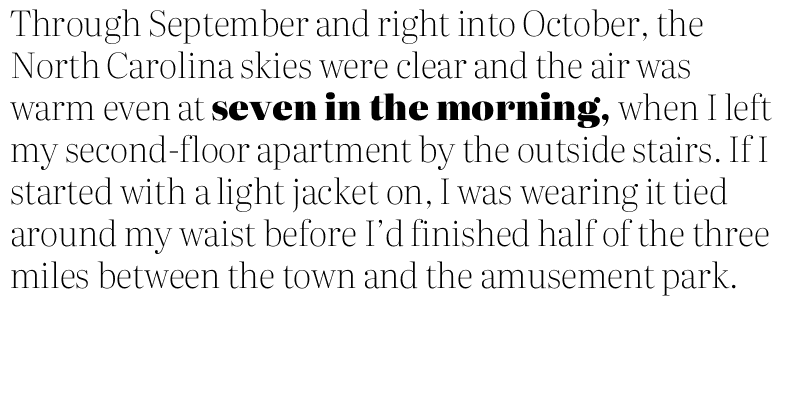 Through September and right into October, the
North Carolina skies were clear and the air was
warm even at seven in the morning, when I left
my second-floor apartment by the outside stairs. If I
started with a light jacket on, I was wearing it tied
around my waist before I’d finished half of the three
miles between the town and the amusement park.